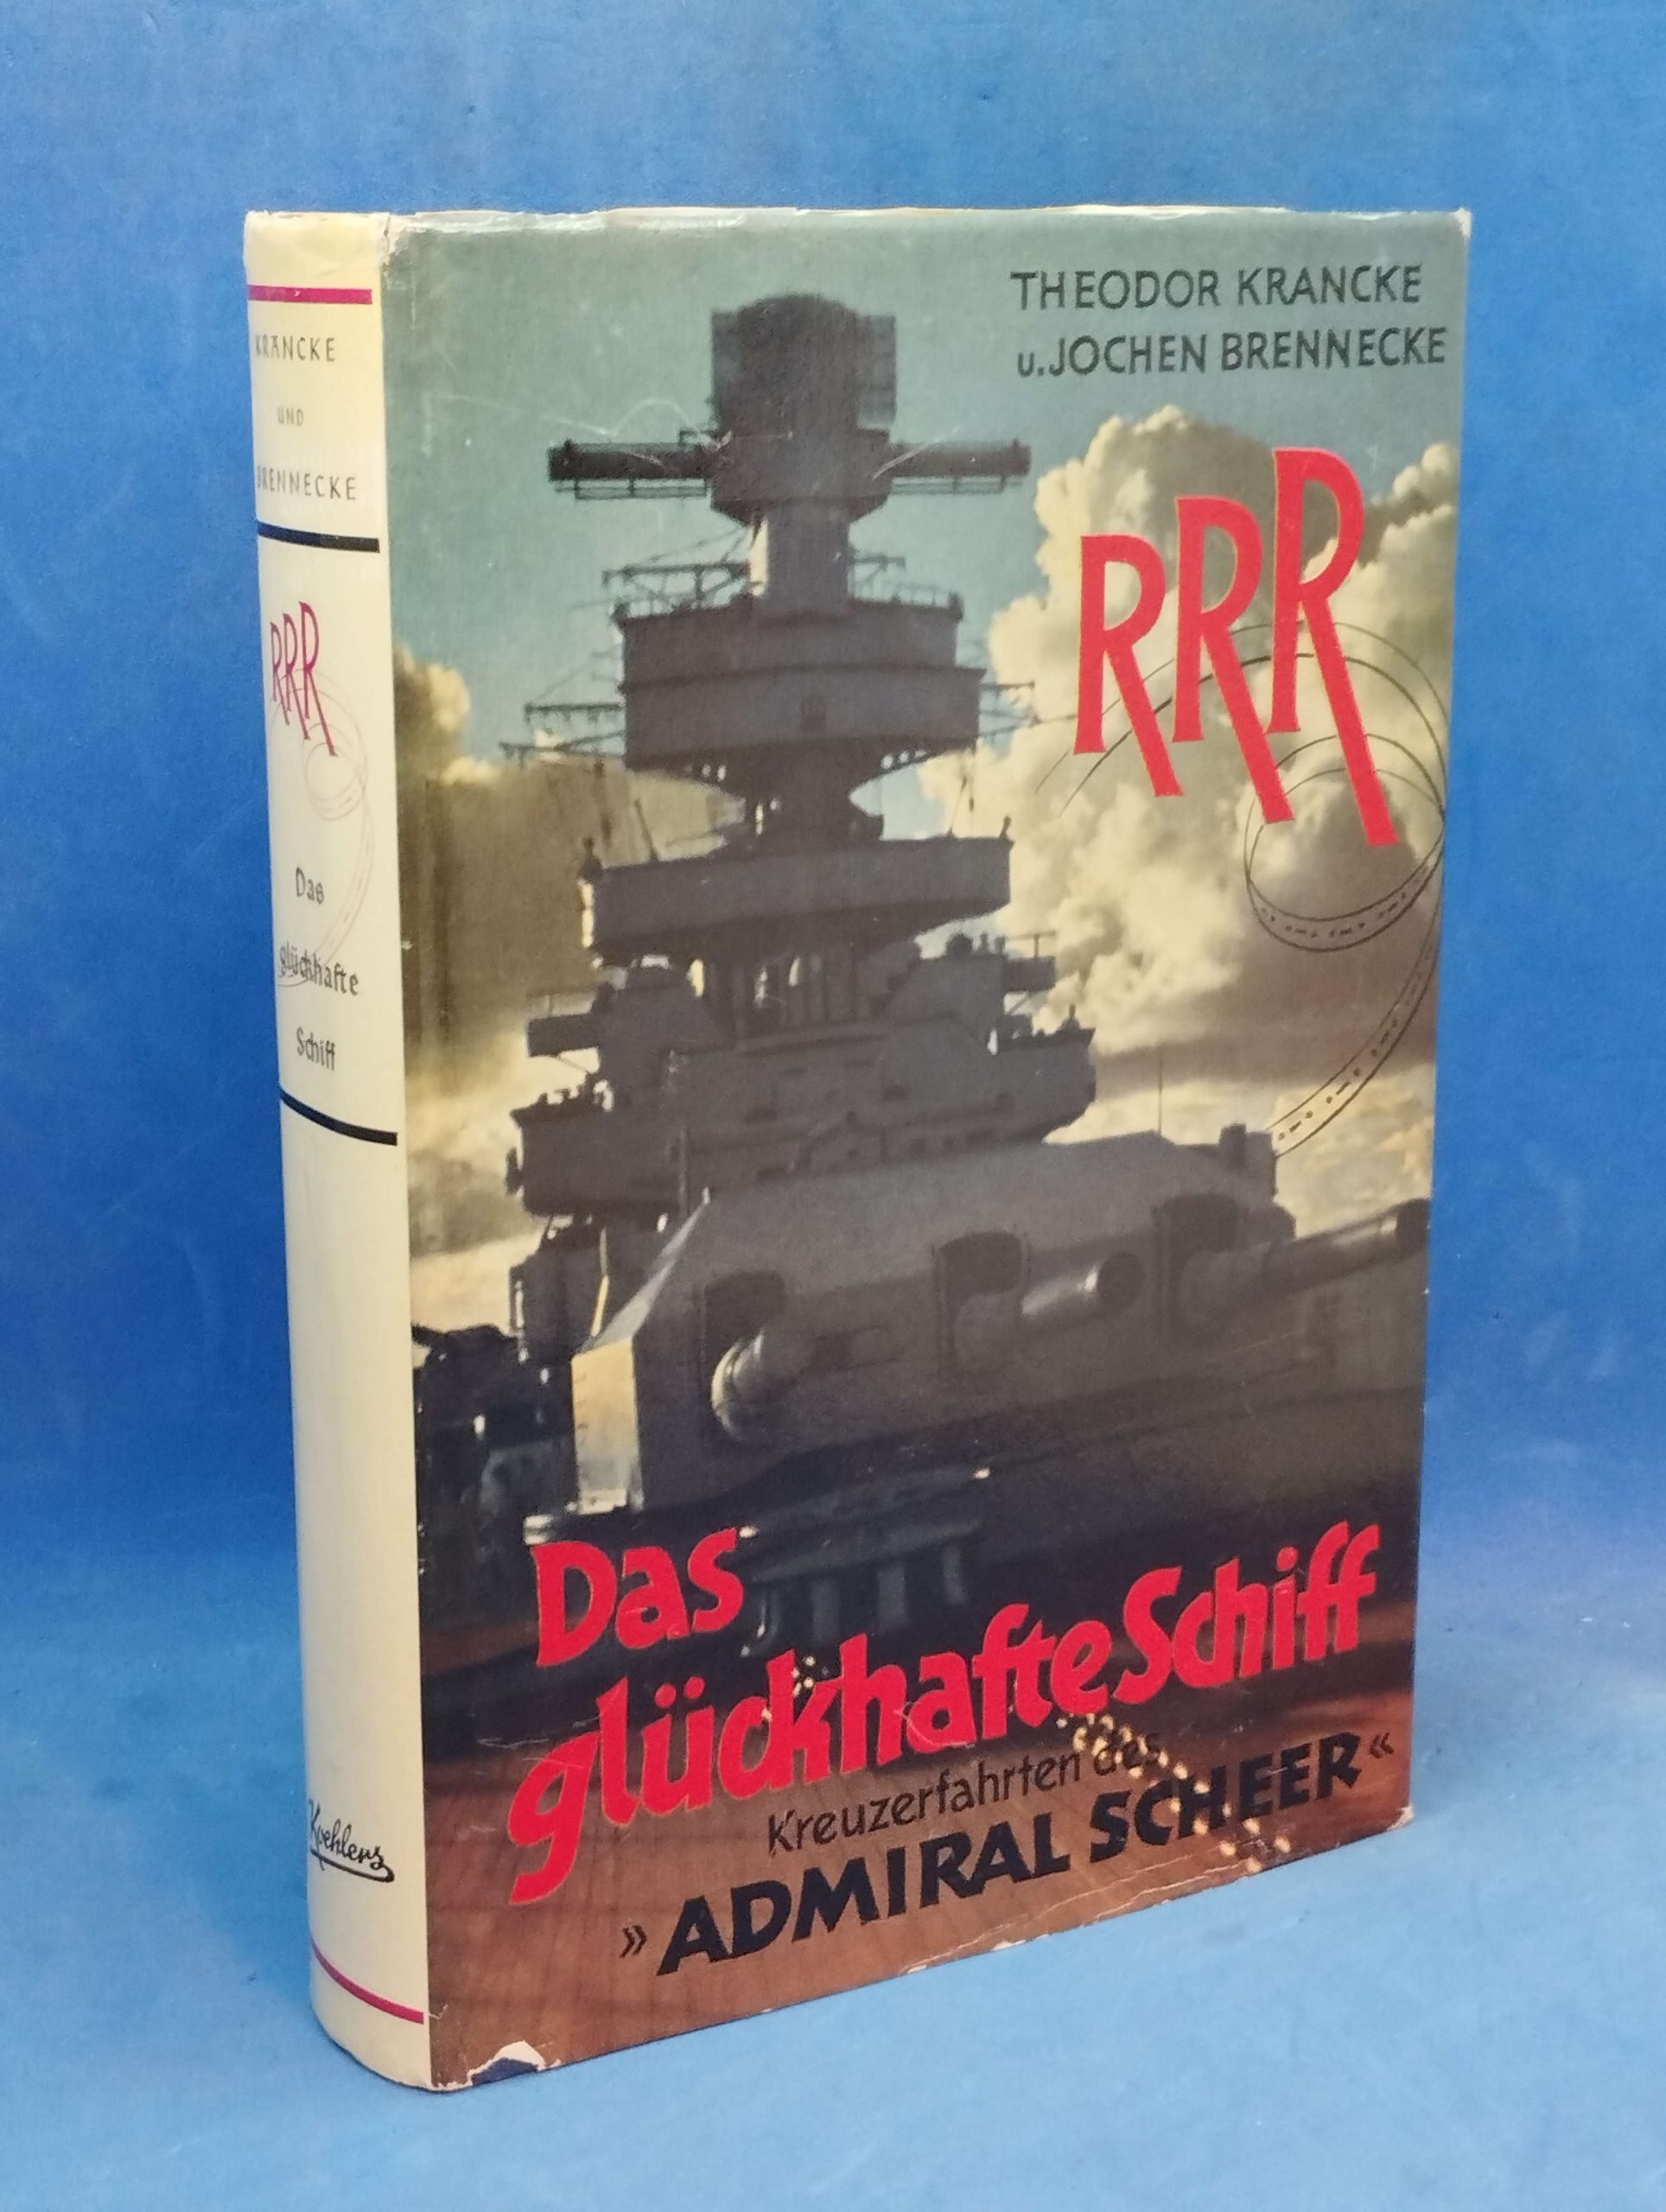 KRANCKE
UND
BRENNECKE
RRR
Das
glückhafte
Schiff
Koehlers
THEODOR KRANCKE
u. JOCHEN BRENNECKE
RRR
Das
glückhafte Schiff
Kreuzerfahrten des
»ADMIRAL SCHEER«